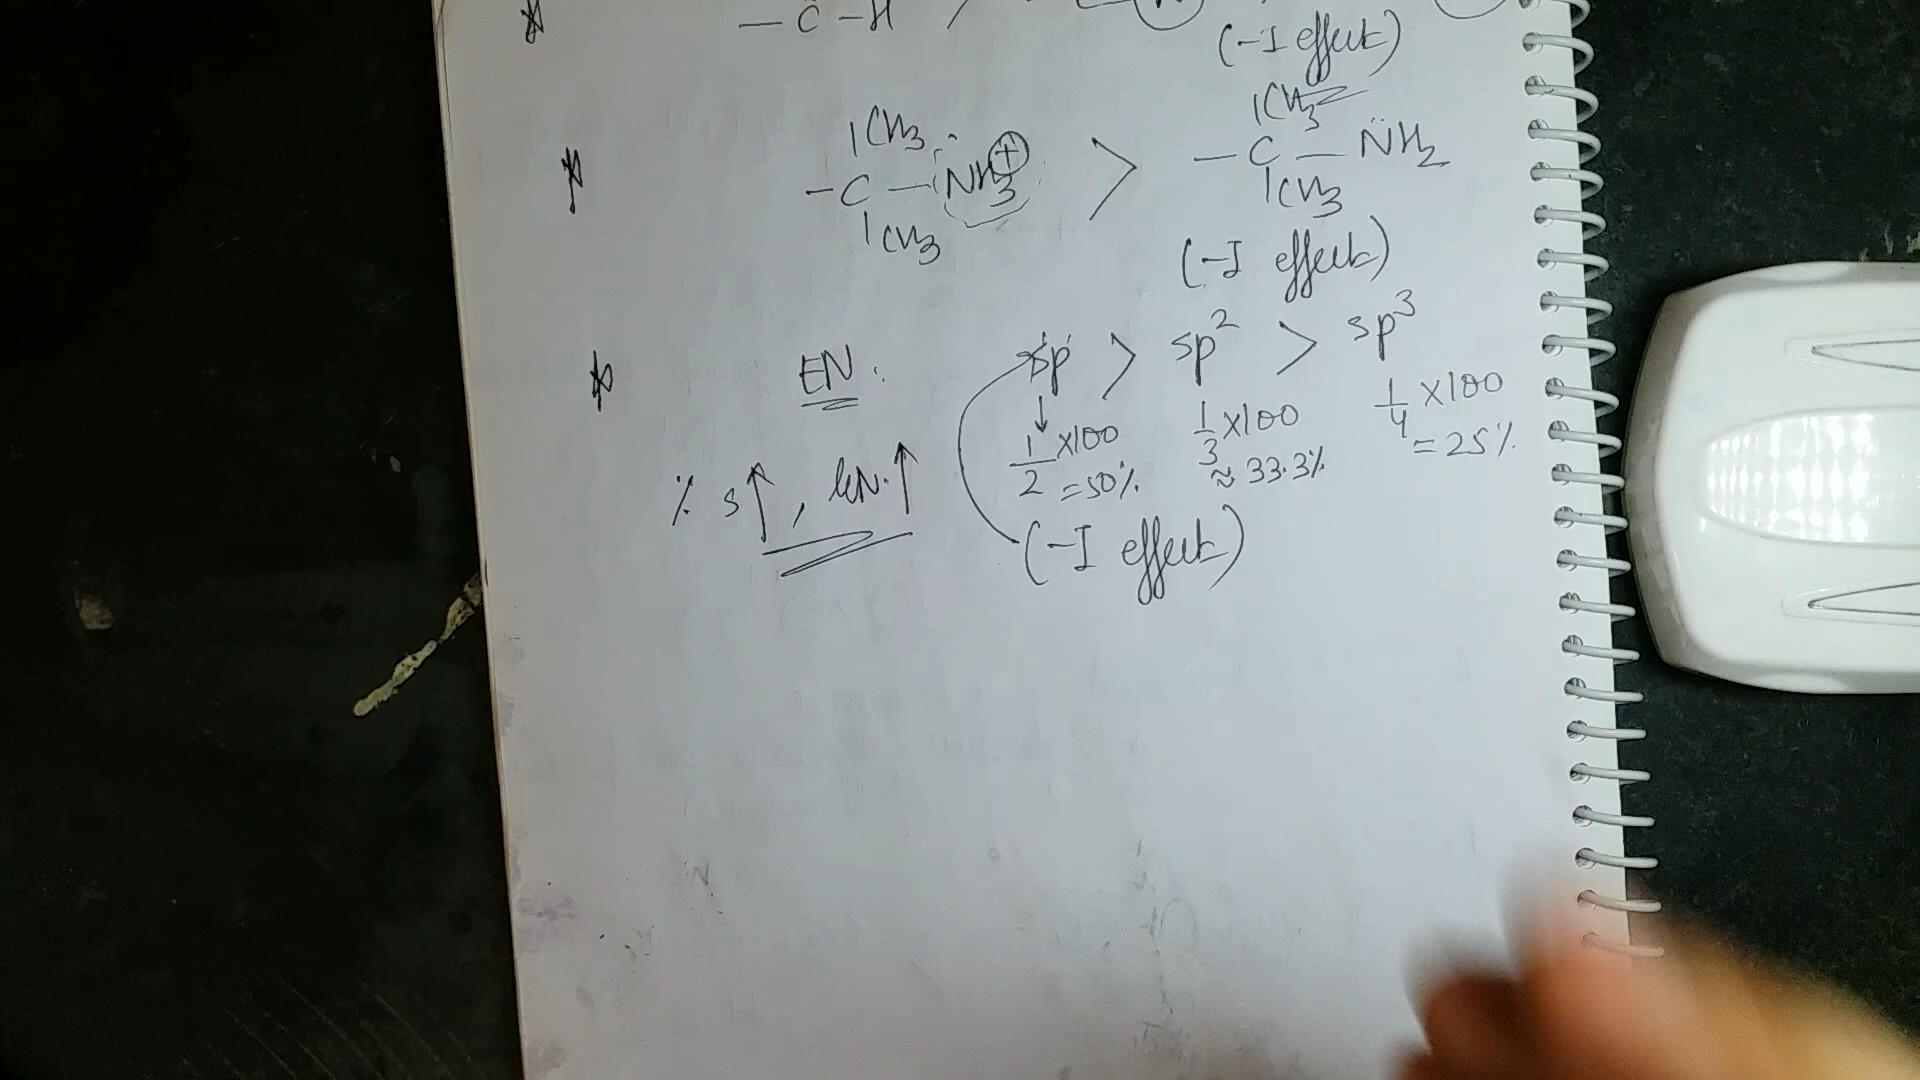 – C – H >
(-I effect)
CH3 CH3
– C – NH3 ⊕ > – C – N̈H2
CH3 CH3
(-I effect)
EN: sp > sp² > sp³
1/2 ×100 = 50% 1/3 ×100 ≈ 33.3% 1/4 ×100 = 25%
% s↑, EN.↑
(-I effect)